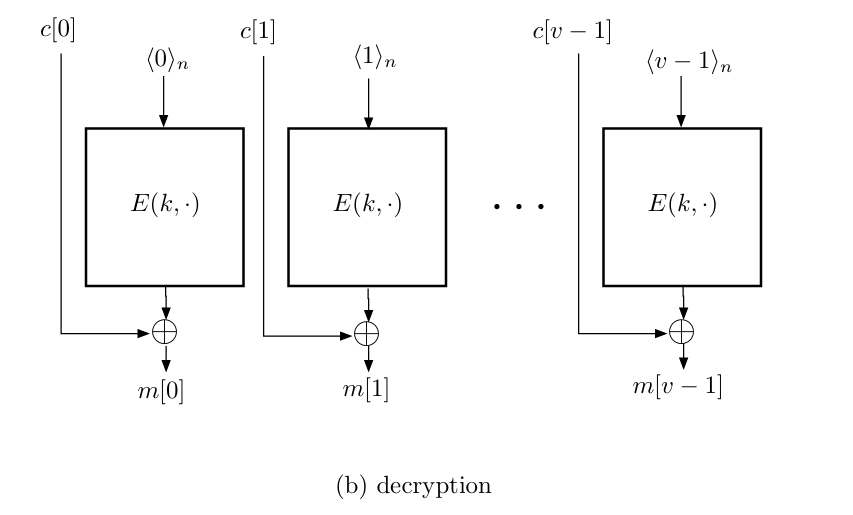 c[0] c[1] c[v − 1]
⟨0⟩ₙ ⟨1⟩ₙ ⟨v − 1⟩ₙ
E(k, ·) E(k, ·) · · · E(k, ·)
m[0] m[1] m[v − 1]
(b) decryption